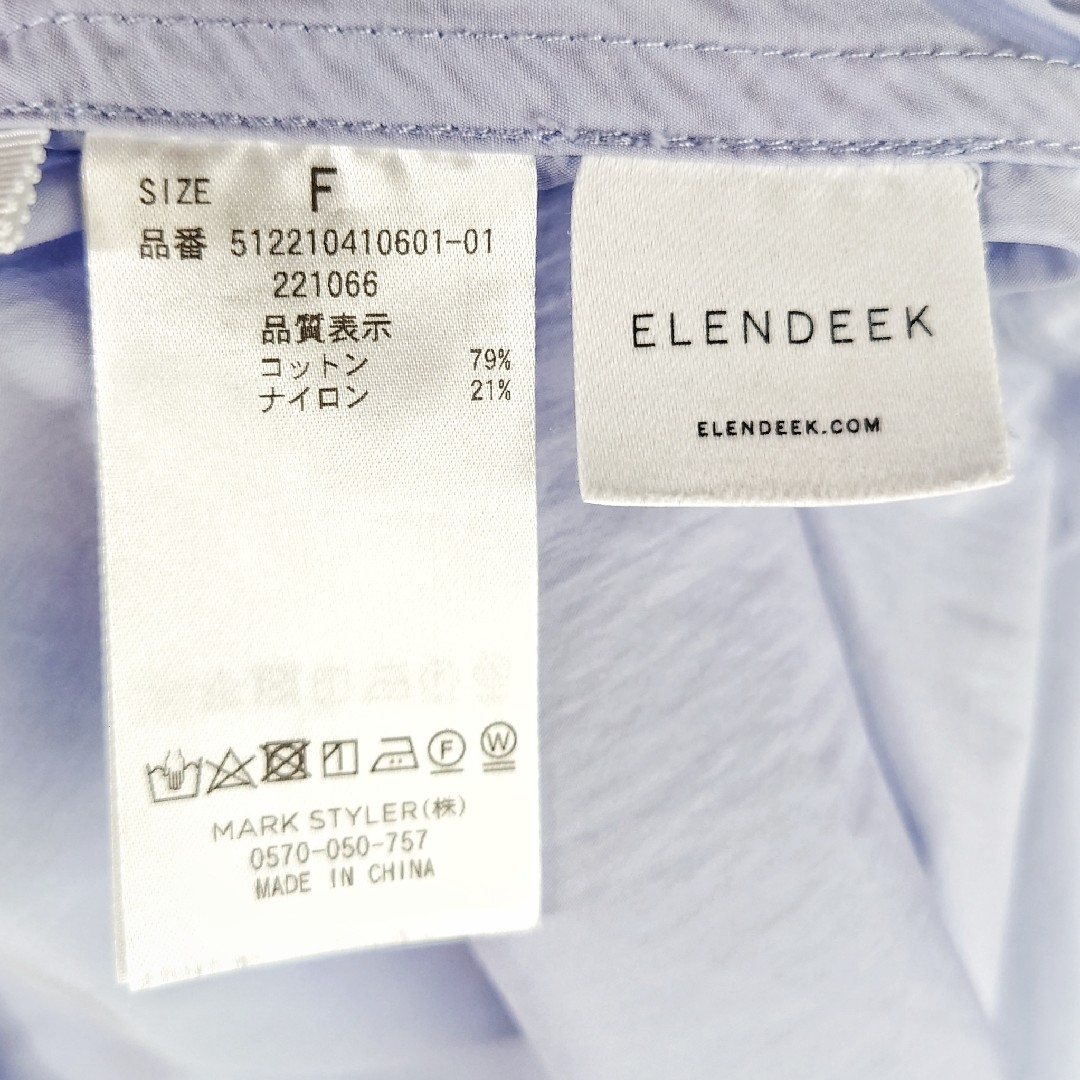 SIZE F
品番 512210410601-01
221066
品質表示
コットン 79%
ナイロン 21%
F
W
MARK STYLER(株)
0570-050-757
MADE IN CHINA
ELENDEEK
ELENDEEK.COM